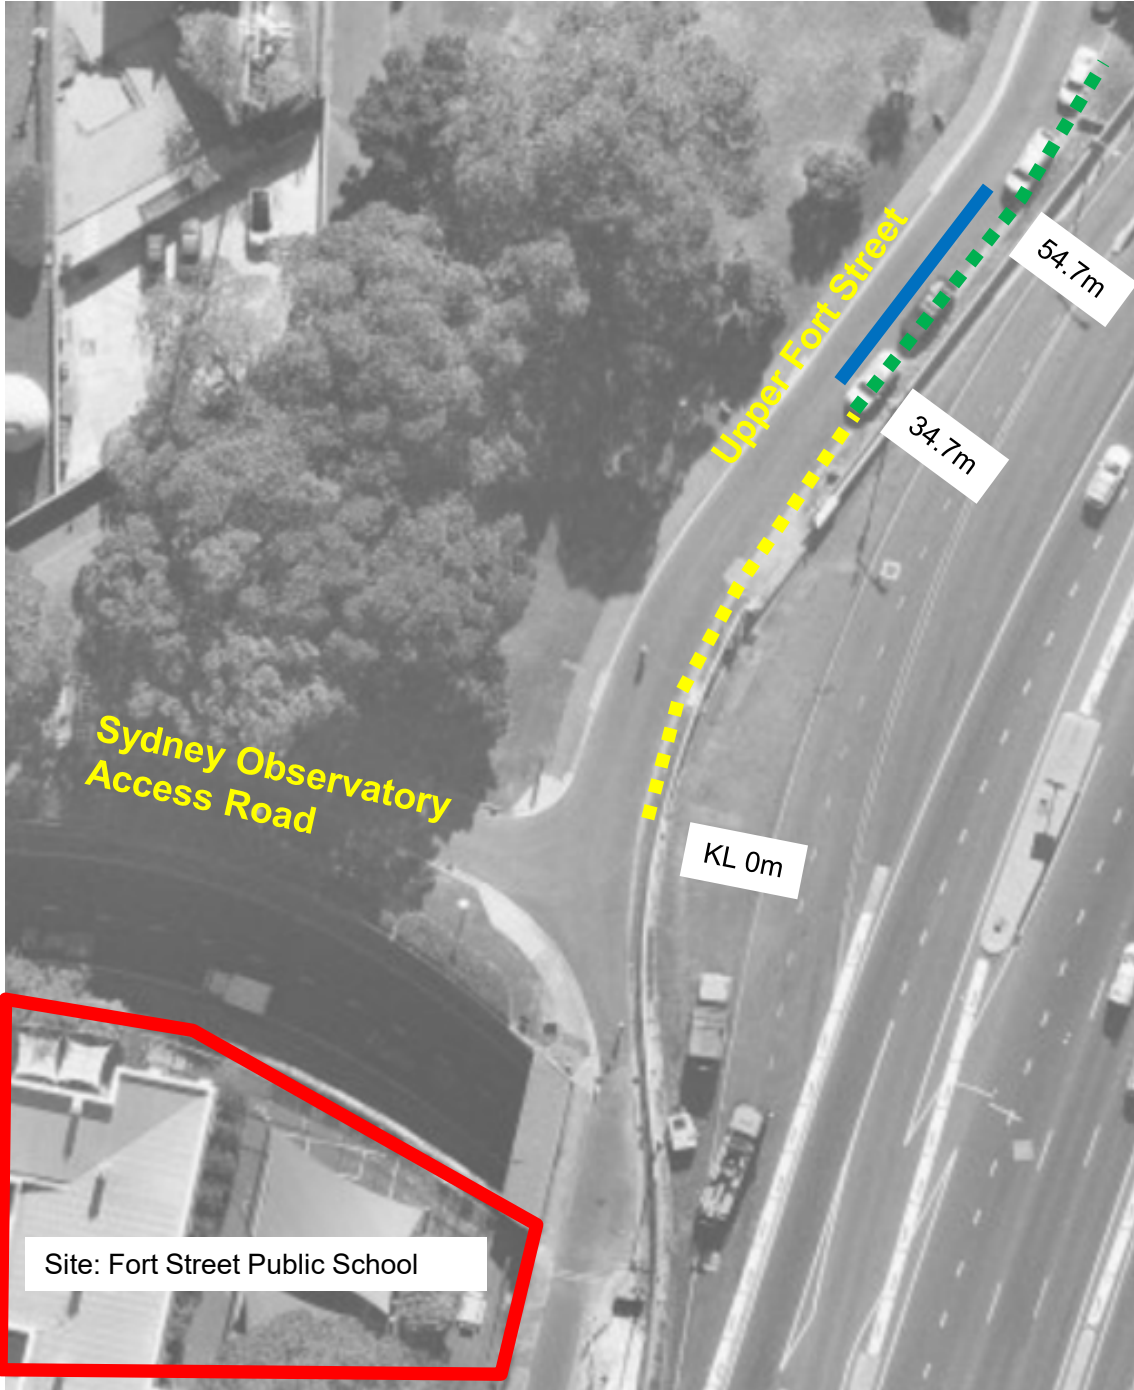 54.7m
Upper Fort Street
34.7m
Sydney Observatory
Access Road
KL 0m
Site: Fort Street Public School